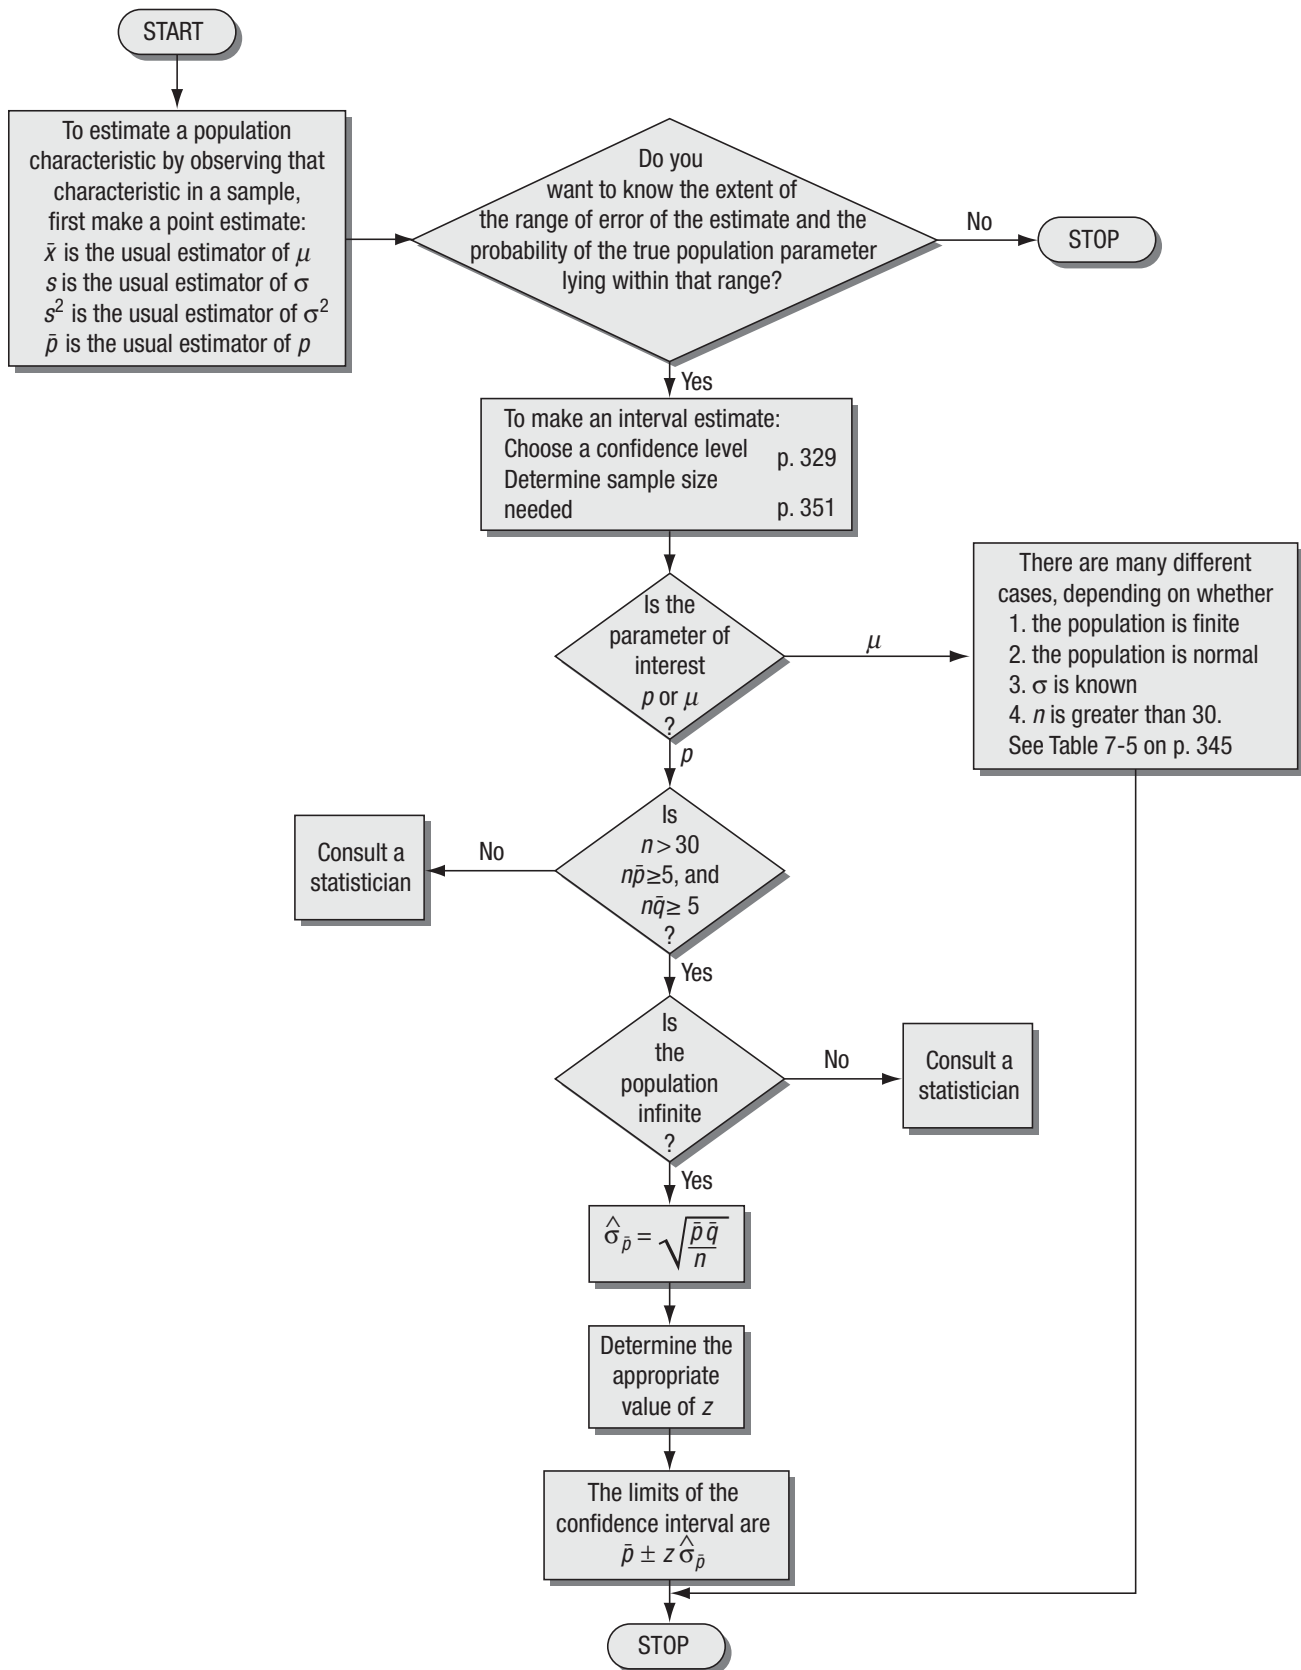 START
To estimate a population
characteristic by observing that
characteristic in a sample,
first make a point estimate:
x̄ is the usual estimator of μ
s is the usual estimator of σ
s² is the usual estimator of σ²
p̄ is the usual estimator of p
Do you
want to know the extent of
the range of error of the estimate and the
probability of the true population parameter
lying within that range?
No
STOP
Yes
To make an interval estimate:
Choose a confidence level p. 329
Determine sample size
needed p. 351
Is the
parameter of
interest
p or μ
?
μ
There are many different
cases, depending on whether
1. the population is finite
2. the population is normal
3. σ is known
4. n is greater than 30.
See Table 7-5 on p. 345
p
Is
n > 30
np̄ ≥5, and
nq̄ ≥ 5
?
No
Consult a
statistician
Yes
Is
the
population
infinite
?
No
Consult a
statistician
Yes
σ̂p̄ = √(p̄ q̄ / n)
Determine the
appropriate
value of z
The limits of the
confidence interval are
p̄ ± z σ̂p̄
STOP